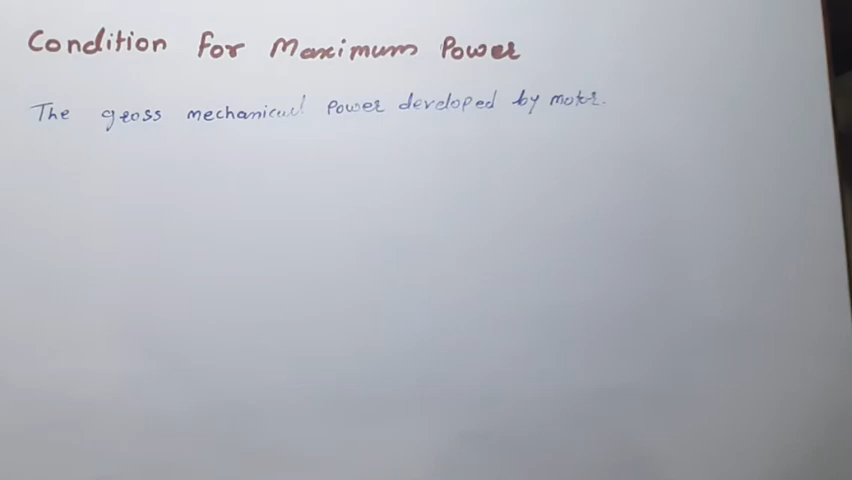 Condition for Maximum Power
The gross mechanical power developed by motor.